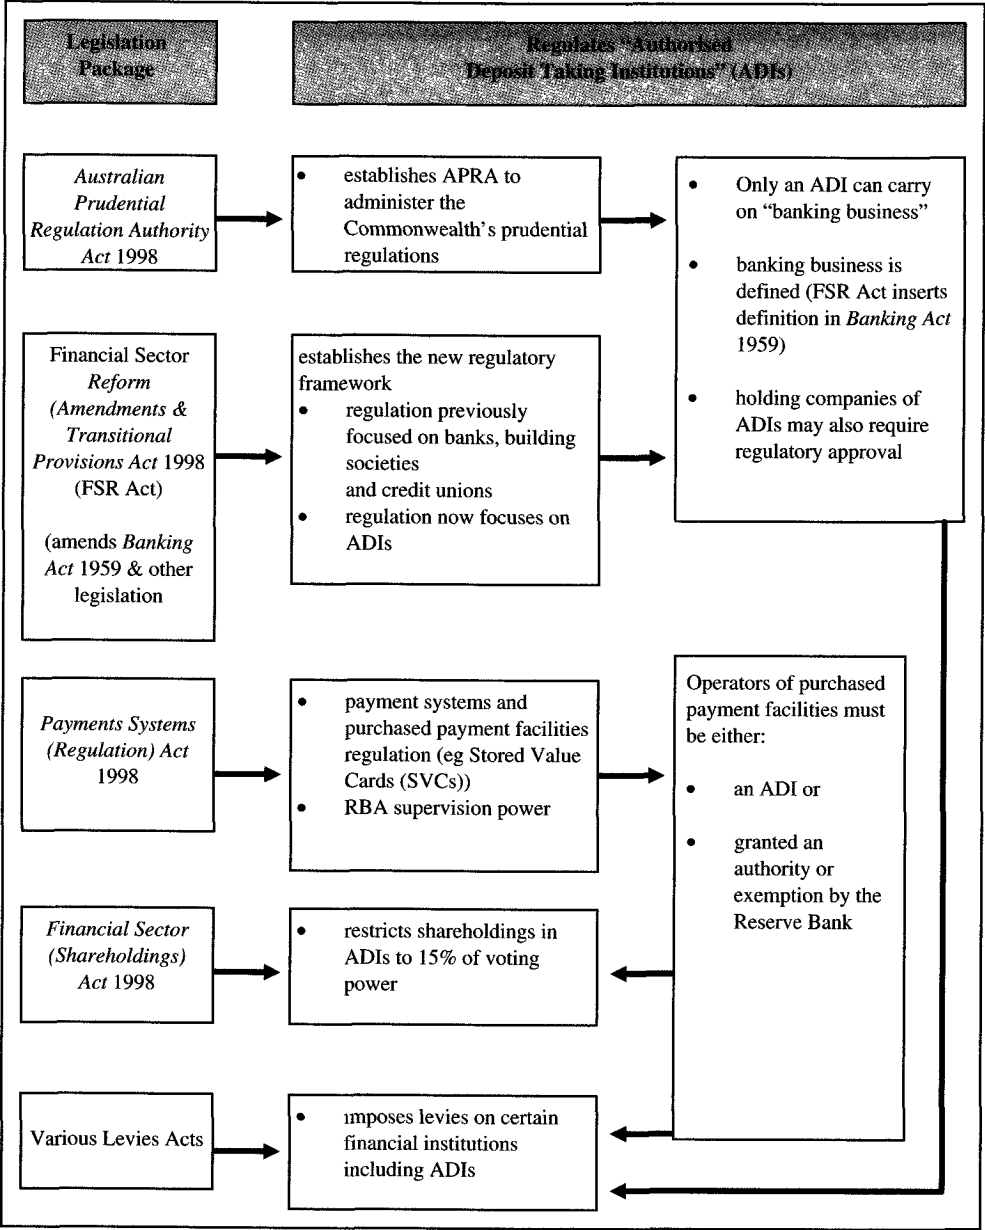 Legislation
Package
Regulates "Authorised
Deposit Taking Institutions" (ADIs)
Australian
Prudential
Regulation Authority
Act 1998
• establishes APRA to
administer the
Commonwealth's prudential
regulations
• Only an ADI can carry
on "banking business"
• banking business is
defined (FSR Act inserts
definition in Banking Act
1959)
• holding companies of
ADIs may also require
regulatory approval
Financial Sector
Reform
(Amendments &
Transitional
Provisions Act 1998
(FSR Act)
(amends Banking
Act 1959 & other
legislation
establishes the new regulatory
framework
• regulation previously
focused on banks, building
societies
and credit unions
• regulation now focuses on
ADIs
Payments Systems
(Regulation) Act
1998
• payment systems and
purchased payment facilities
regulation (eg Stored Value
Cards (SVCs))
• RBA supervision power
Operators of purchased
payment facilities must
be either:
• an ADI or
• granted an
authority or
exemption by the
Reserve Bank
Financial Sector
(Shareholdings)
Act 1998
• restricts shareholdings in
ADIs to 15% of voting
power
Various Levies Acts
• imposes levies on certain
financial institutions
including ADIs